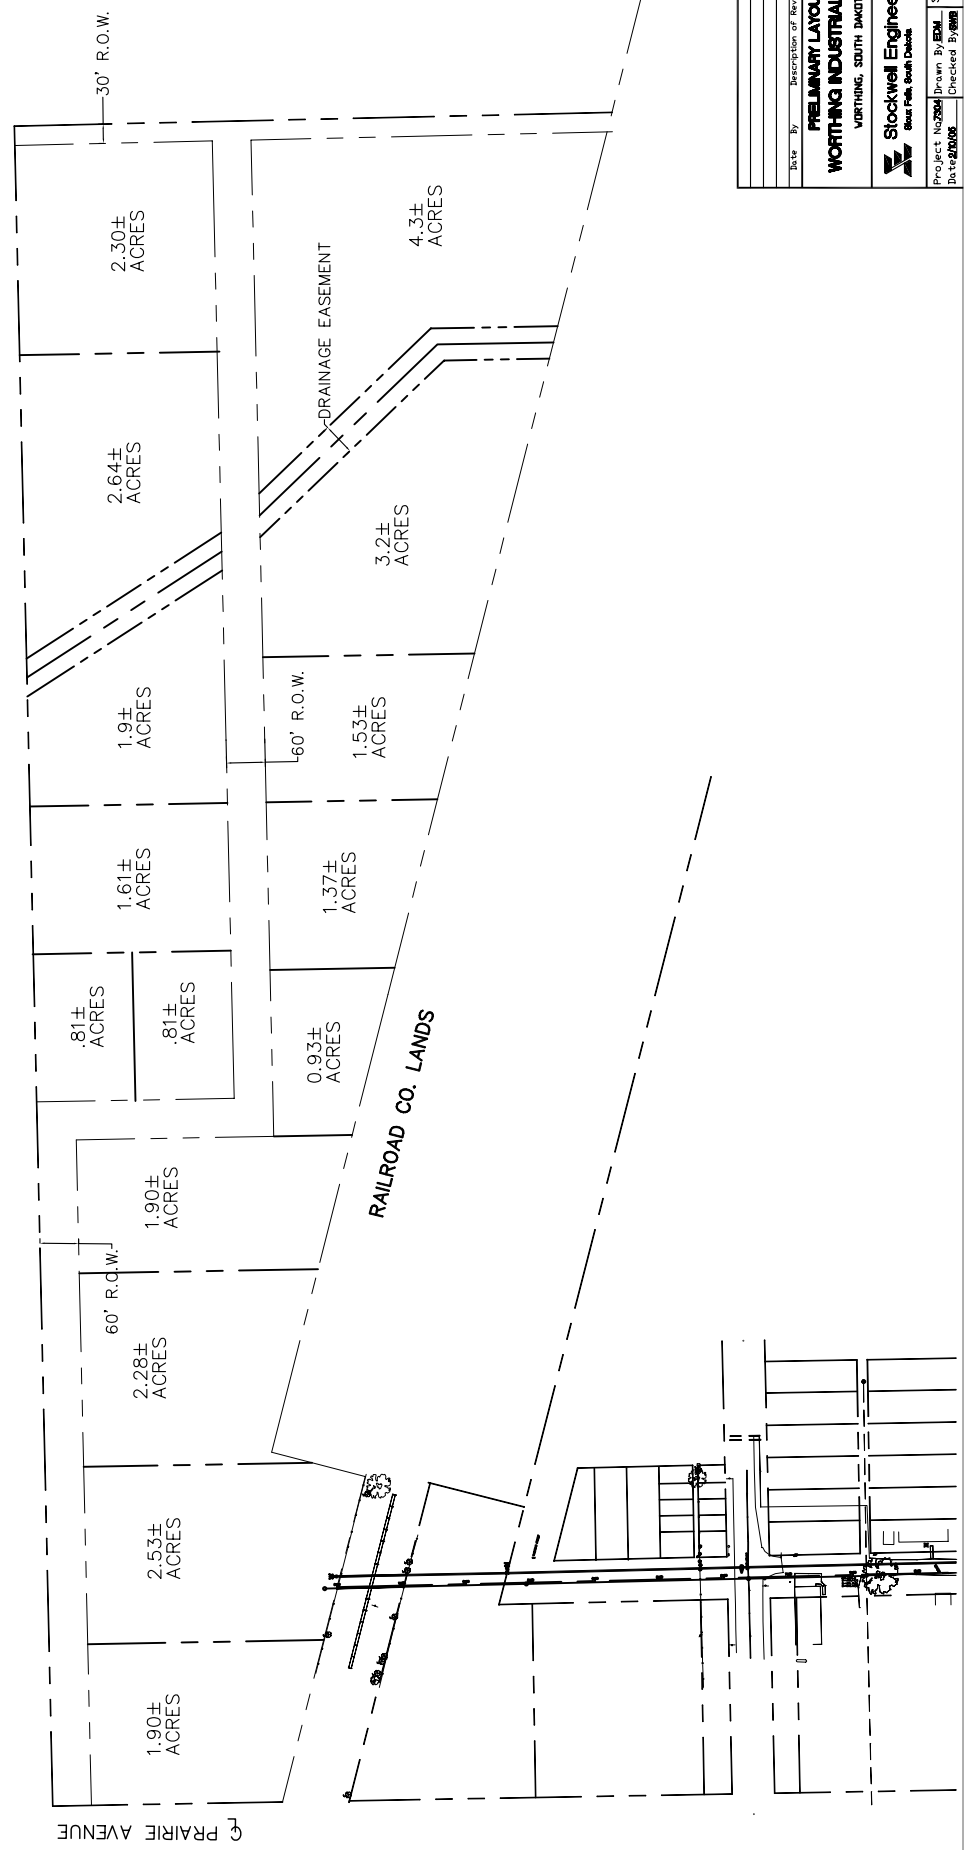 30' R.O.W.
2.30±
ACRES
4.3±
ACRES
DRAINAGE EASEMENT
2.64±
ACRES
3.2±
ACRES
1.9±
ACRES
60' R.O.W.
1.53±
ACRES
1.61±
ACRES
1.37±
ACRES
.81±
ACRES
.81±
ACRES
0.93±
ACRES
RAILROAD CO. LANDS
1.90±
ACRES
60' R.O.W.
2.28±
ACRES
2.53±
ACRES
1.90±
ACRES
℄ PRAIRIE AVENUE
Date By Description of Rev
PRELIMINARY LAYOU
WORTHING INDUSTRIAL
WORTHING, SOUTH DAKOT
Stockwell Enginee
Sioux Falls, South Dakota
Project No. Drawn By EDM
Date 2/10/06 Checked By